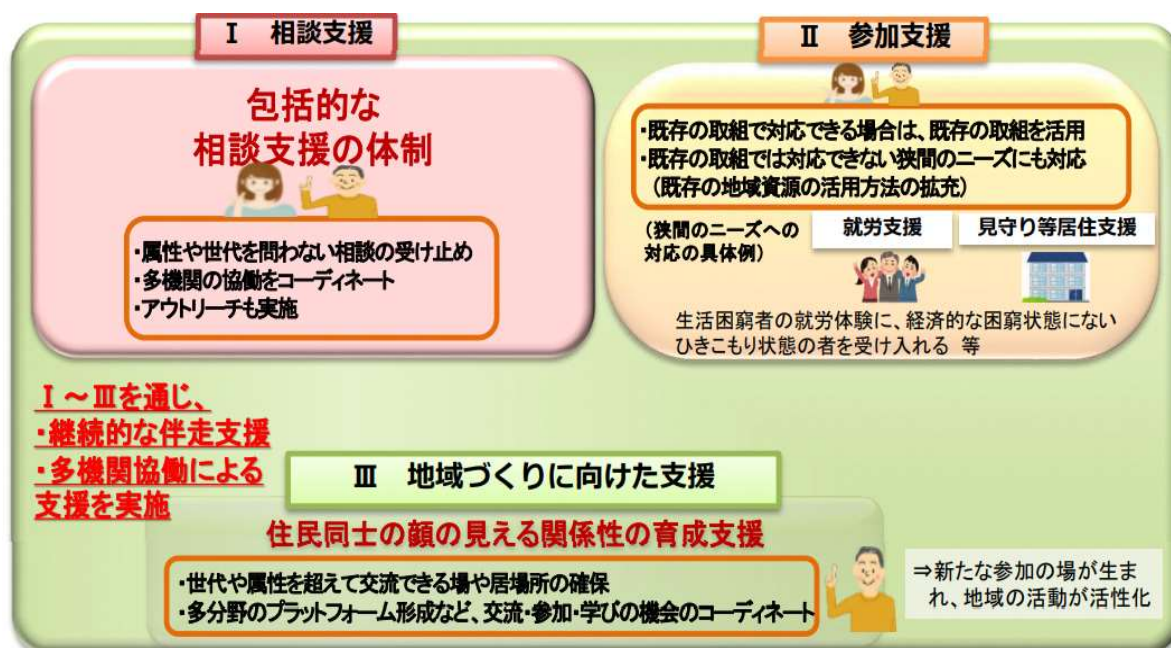 Ⅰ 相談支援
包括的な
相談支援の体制
・属性や世代を問わない相談の受け止め
・多機関の協働をコーディネート
・アウトリーチも実施
Ⅱ 参加支援
・既存の取組で対応できる場合は、既存の取組を活用
・既存の取組では対応できない狭間のニーズにも対応
（既存の地域資源の活用方法の拡充）
（狭間のニーズへの
対応の具体例）
就労支援
見守り等居住支援
生活困窮者の就労体験に、経済的な困窮状態にない
ひきこもり状態の者を受け入れる 等
Ⅰ～Ⅲを通じ、
・継続的な伴走支援
・多機関協働による
支援を実施
Ⅲ 地域づくりに向けた支援
住民同士の顔の見える関係性の育成支援
・世代や属性を超えて交流できる場や居場所の確保
・多分野のプラットフォーム形成など、交流・参加・学びの機会のコーディネート
⇒新たな参加の場が生ま
れ、地域の活動が活性化